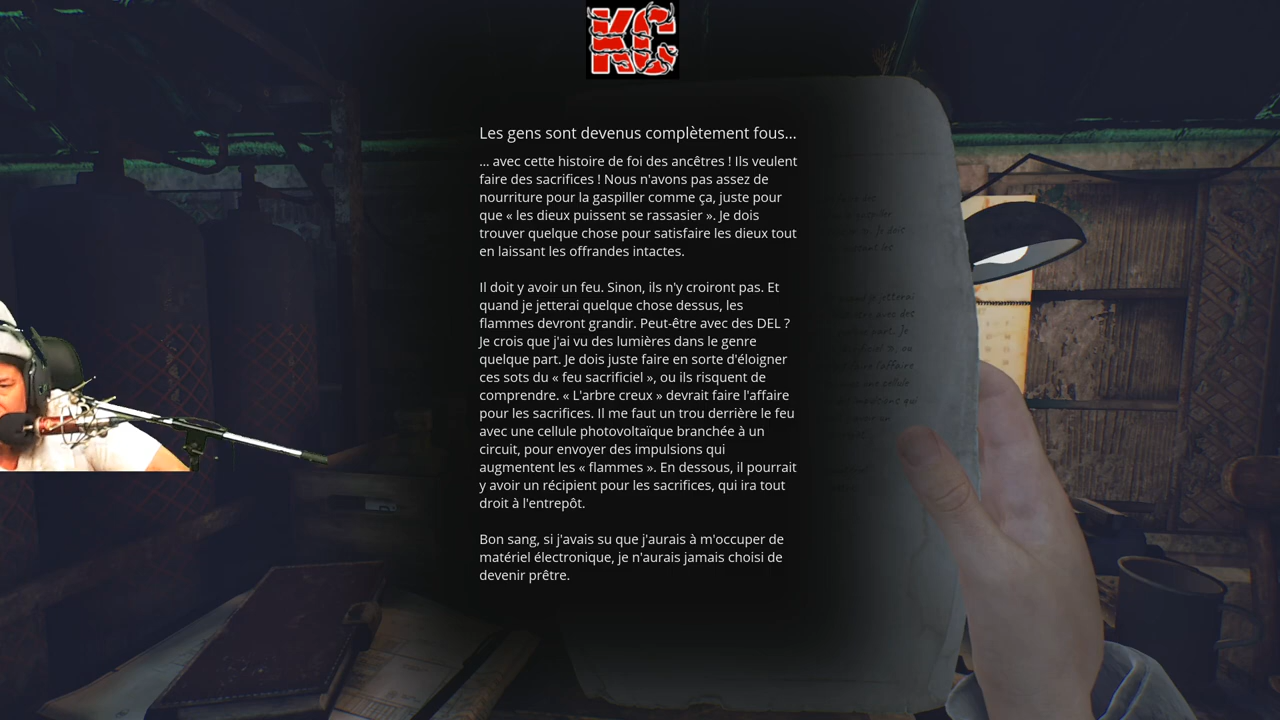 KC
Les gens sont devenus complètement fous...
... avec cette histoire de foi des ancêtres ! Ils veulent
faire des sacrifices ! Nous n'avons pas assez de
nourriture pour la gaspiller comme ça, juste pour
que « les dieux puissent se rassasier ». Je dois
trouver quelque chose pour satisfaire les dieux tout
en laissant les offrandes intactes.
Il doit y avoir un feu. Sinon, ils n'y croiront pas. Et
quand je jetterai quelque chose dessus, les
flammes devront grandir. Peut-être avec des DEL ?
Je crois que j'ai vu des lumières dans le genre
quelque part. Je dois juste faire en sorte d'éloigner
ces sots du « feu sacrificiel », ou ils risquent de
comprendre. « L'arbre creux » devrait faire l'affaire
pour les sacrifices. Il me faut un trou derrière le feu
avec une cellule photovoltaïque branchée à un
circuit, pour envoyer des impulsions qui
augmentent les « flammes ». En dessous, il pourrait
y avoir un récipient pour les sacrifices, qui ira tout
droit à l'entrepôt.
Bon sang, si j'avais su que j'aurais à m'occuper de
matériel électronique, je n'aurais jamais choisi de
devenir prêtre.